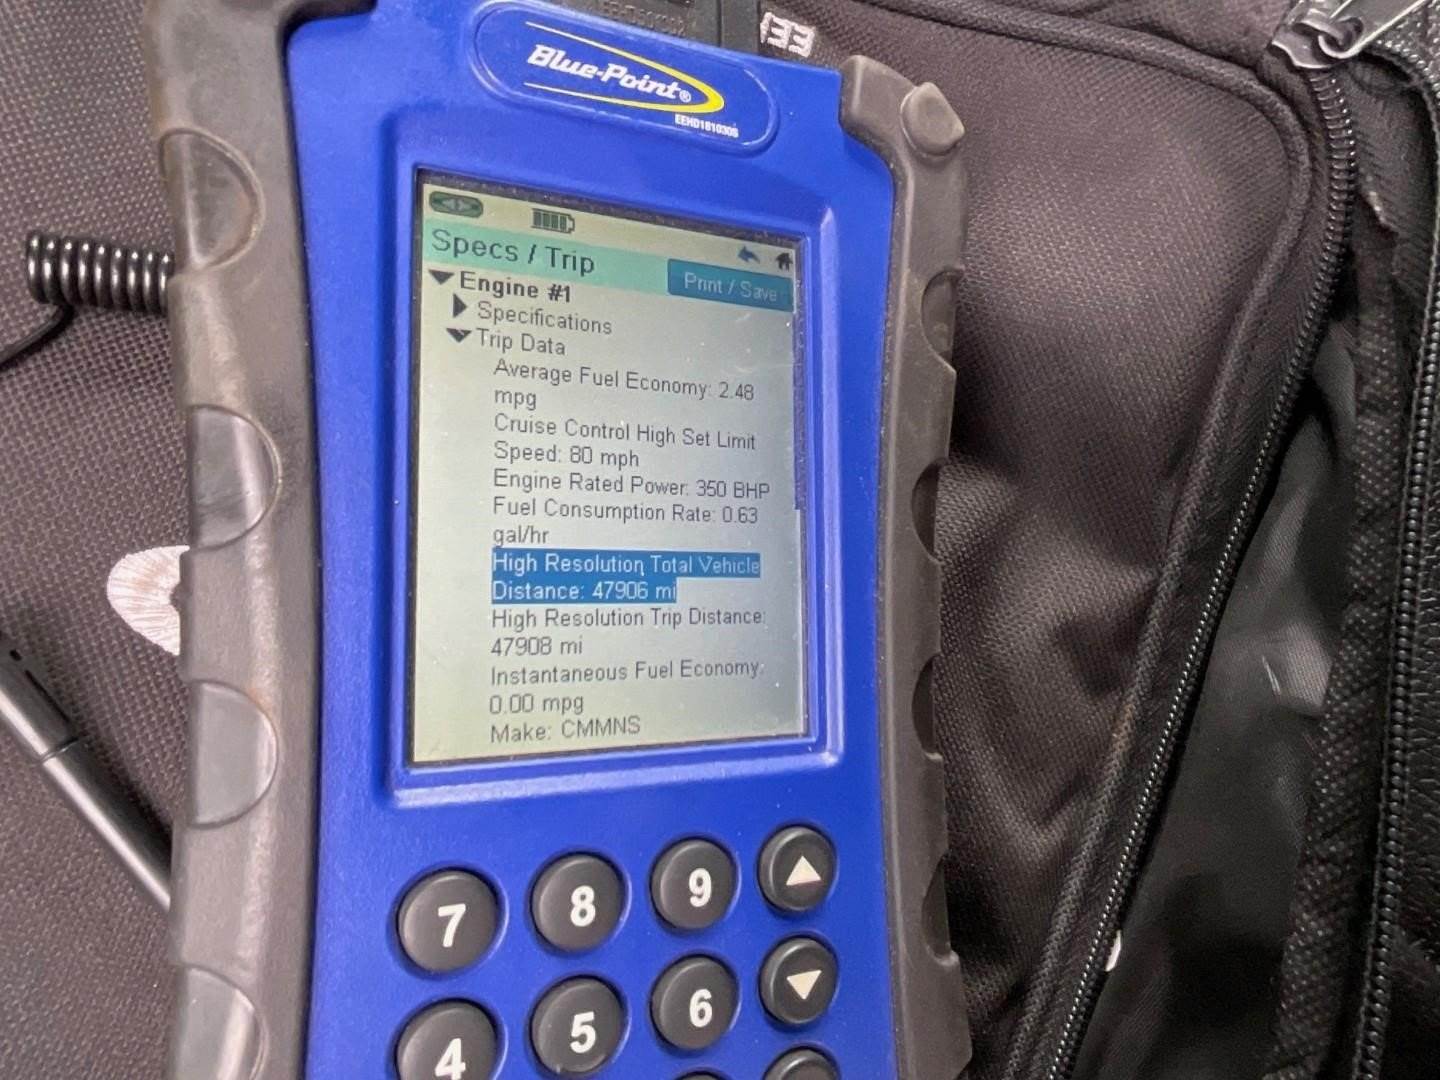 Blue-Point®
EEHD181030S
Specs / Trip
Print / Save
Engine #1
Specifications
Trip Data
Average Fuel Economy: 2.48
mpg
Cruise Control High Set Limit
Speed: 80 mph
Engine Rated Power: 350 BHP
Fuel Consumption Rate: 0.63
gal/hr
High Resolution Total Vehicle
Distance: 47906 mi
High Resolution Trip Distance:
47908 mi
Instantaneous Fuel Economy:
0.00 mpg
Make: CMMNS
7 8 9
4 5 6